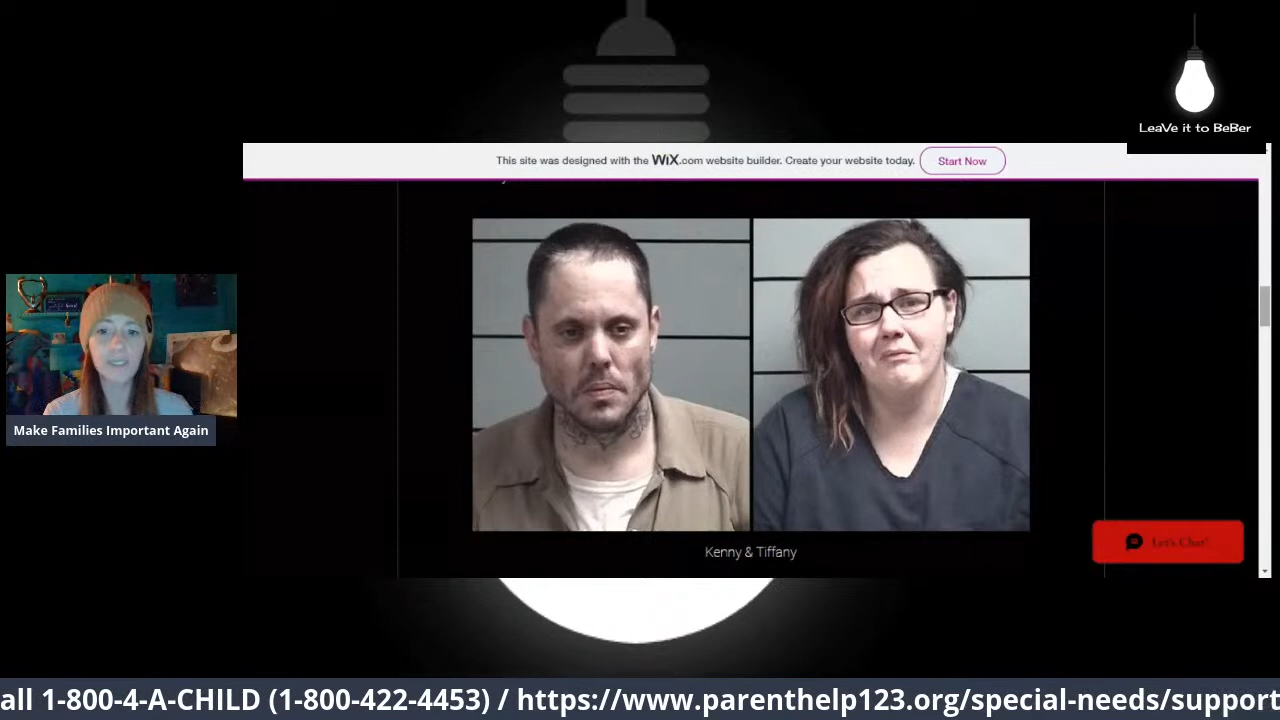 LeaVe it to BeBer
This site was designed with the WiX.com website builder. Create your website today.
Start Now
Make Families Important Again
Kenny & Tiffany
Let's Chat!
all 1-800-4-A-CHILD (1-800-422-4453) / https://www.parenthelp123.org/special-needs/support